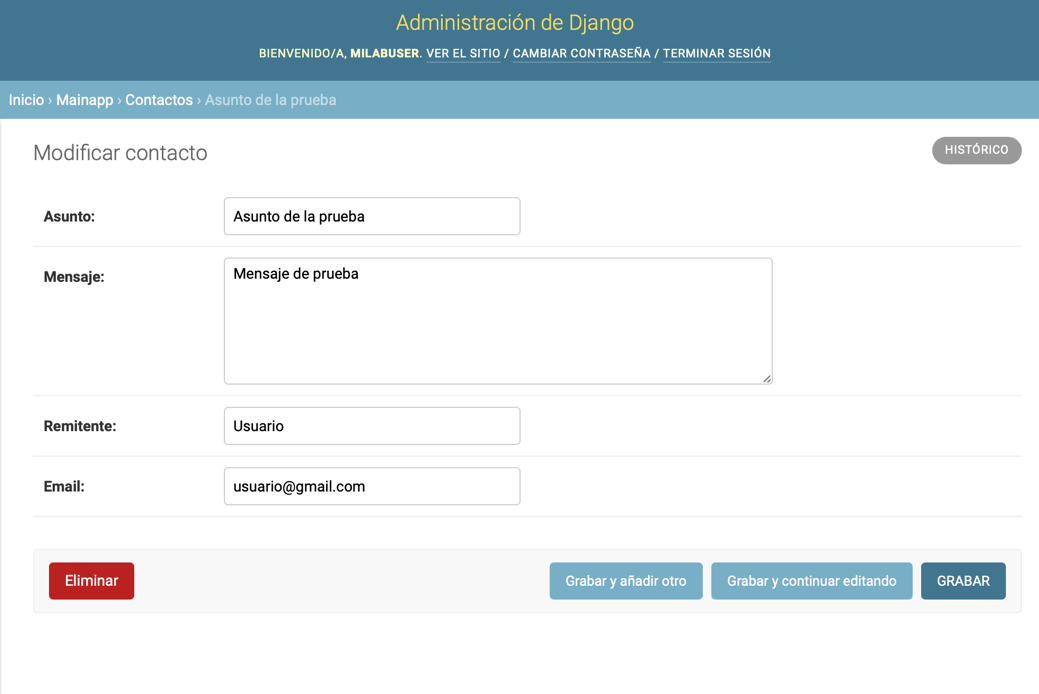 Administración de Django
BIENVENIDO/A, MILABUSER. VER EL SITIO / CAMBIAR CONTRASEÑA / TERMINAR SESIÓN
Inicio › Mainapp › Contactos › Asunto de la prueba
Modificar contacto
HISTÓRICO
Asunto: Asunto de la prueba
Mensaje: Mensaje de prueba
Remitente: Usuario
Email: usuario@gmail.com
Eliminar Grabar y añadir otro Grabar y continuar editando GRABAR